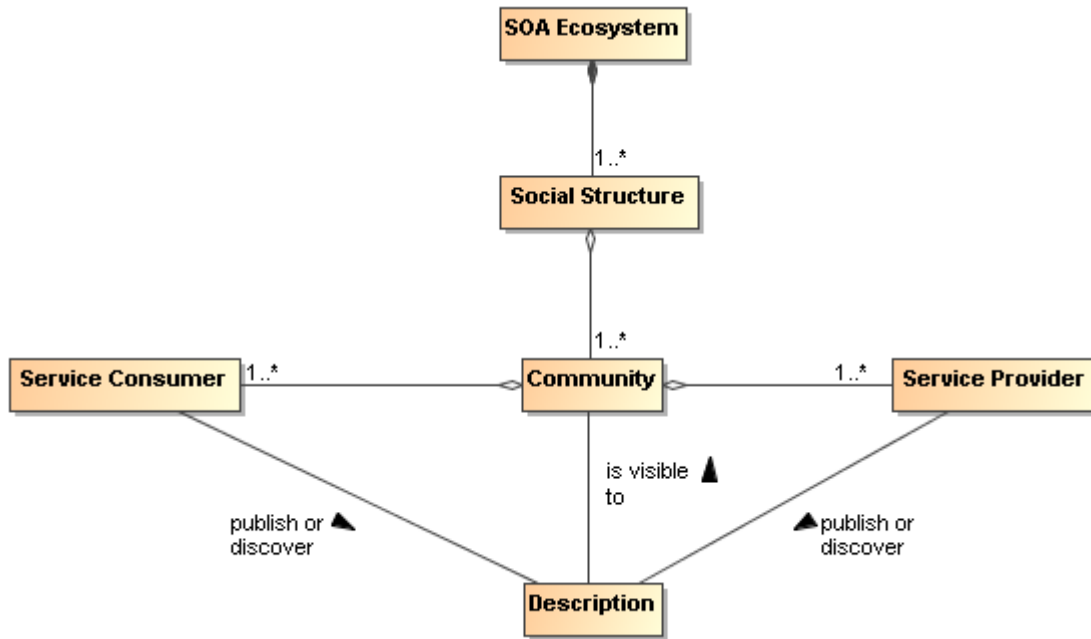 SOA Ecosystem
1..*
Social Structure
1..*
Service Consumer
1..*
Community
1..*
Service Provider
is visible
to
publish or
discover
publish or
discover
Description